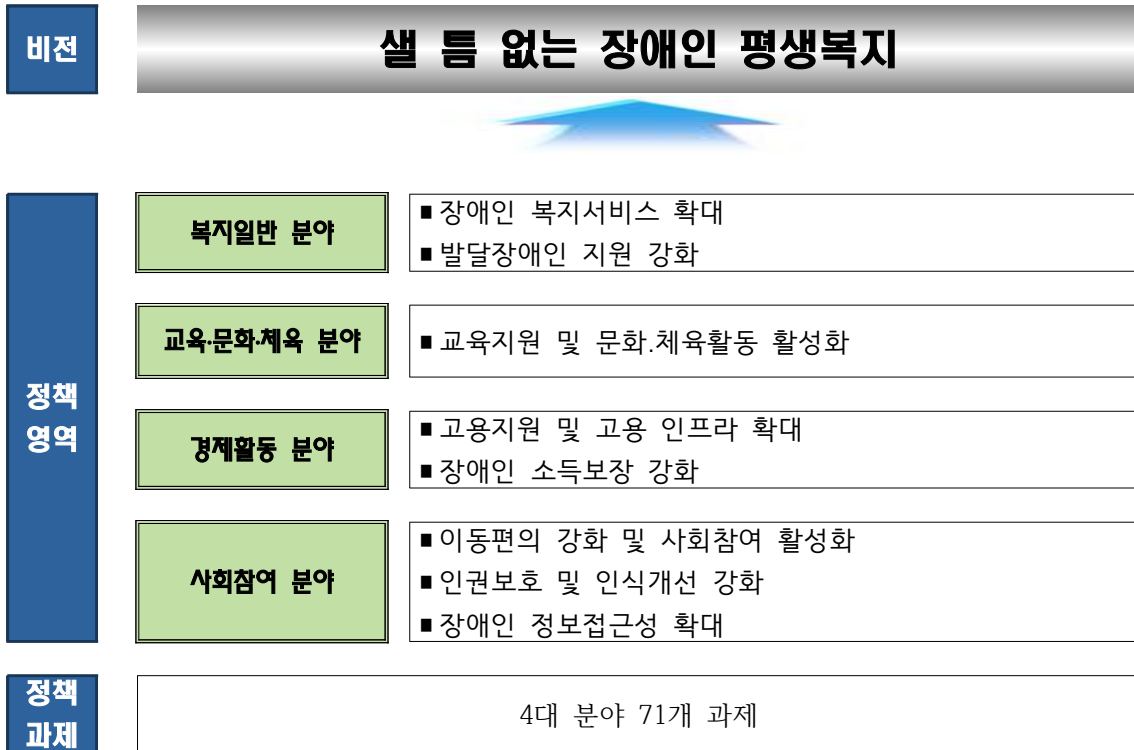 비전
샐 틈 없는 장애인 평생복지
정책
영역
복지일반 분야
■ 장애인 복지서비스 확대
■ 발달장애인 지원 강화
교육·문화·체육 분야
■ 교육지원 및 문화.체육활동 활성화
경제활동 분야
■ 고용지원 및 고용 인프라 확대
■ 장애인 소득보장 강화
사회참여 분야
■ 이동편의 강화 및 사회참여 활성화
■ 인권보호 및 인식개선 강화
■ 장애인 정보접근성 확대
정책
과제
4대 분야 71개 과제